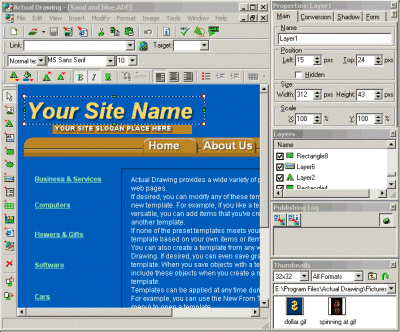 Actual Drawing - [Sand and blue.ADF]
File Edit View Insert Modify Format Image Tools Window Help
Link: Target:
Normal te MS Sans Serif 10
B I U
Your Site Name
YOUR SITE SLOGAN PLACE HERE
Home About Us
Business & Services
Computers
Flowers & Gifts
Software
Cars
Actual Drawing provides a wide variety of p
web pages.
If desired, you can modify any of these tem
new template. For example, if you like a te
versatile, you can add items that you've cre
another template.
If none of the preset templates meets your
template based on your own items or item
You can also create a template from any w
Drawing. If desired, you can even save gra
template. When you save objects with a te
include these objects when you create a n
template.
Templates can be applied at any time durin
For example, you can use the New From T
menu) to open a template
Properties: Layer1
Main Conversion Shadow Form
Name
Layer1
Position
Left: 15 pxs Top: 24 pxs
Hidden
Size
Width: 312 pxs Height: 43 pxs
Scale
X 100 % Y 100 %
Layers
Name
Rectangle8
Layer6
Layer2
Rectangle4
Publishing Log
Thumbnails
32x32 All Formats
E:\Program Files\Actual Drawing\Pictures
dollar.gif spinning at.gif